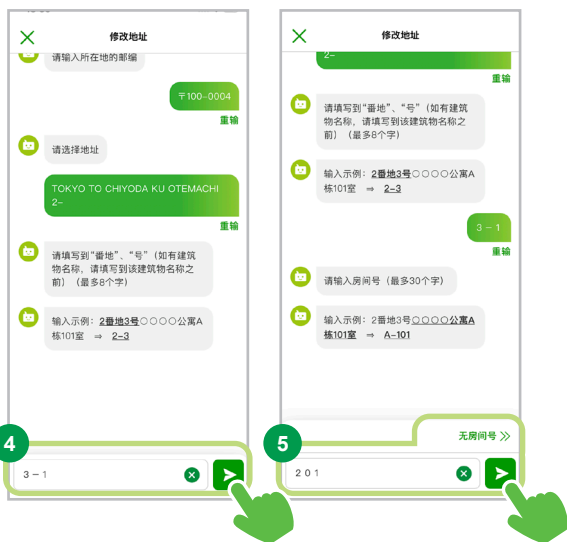 修改地址
请输入所在地的邮编
〒100-0004
重输
请选择地址
TOKYO TO CHIYODA KU OTEMACHI
2-
重输
请填写到“番地”、“号”（如有建筑
物名称，请填写到该建筑物名称之
前）（最多8个字）
输入示例：2番地3号〇〇〇〇公寓A
栋101室 ⇒ 2-3
4
3－1
修改地址
2-
重输
请填写到“番地”、“号”（如有建筑
物名称，请填写到该建筑物名称之
前）（最多8个字）
输入示例：2番地3号〇〇〇〇公寓A
栋101室 ⇒ 2-3
3－1
重输
请输入房间号（最多30个字）
输入示例：2番地3号〇〇〇〇公寓A
栋101室 ⇒ A-101
无房间号
5
２０１